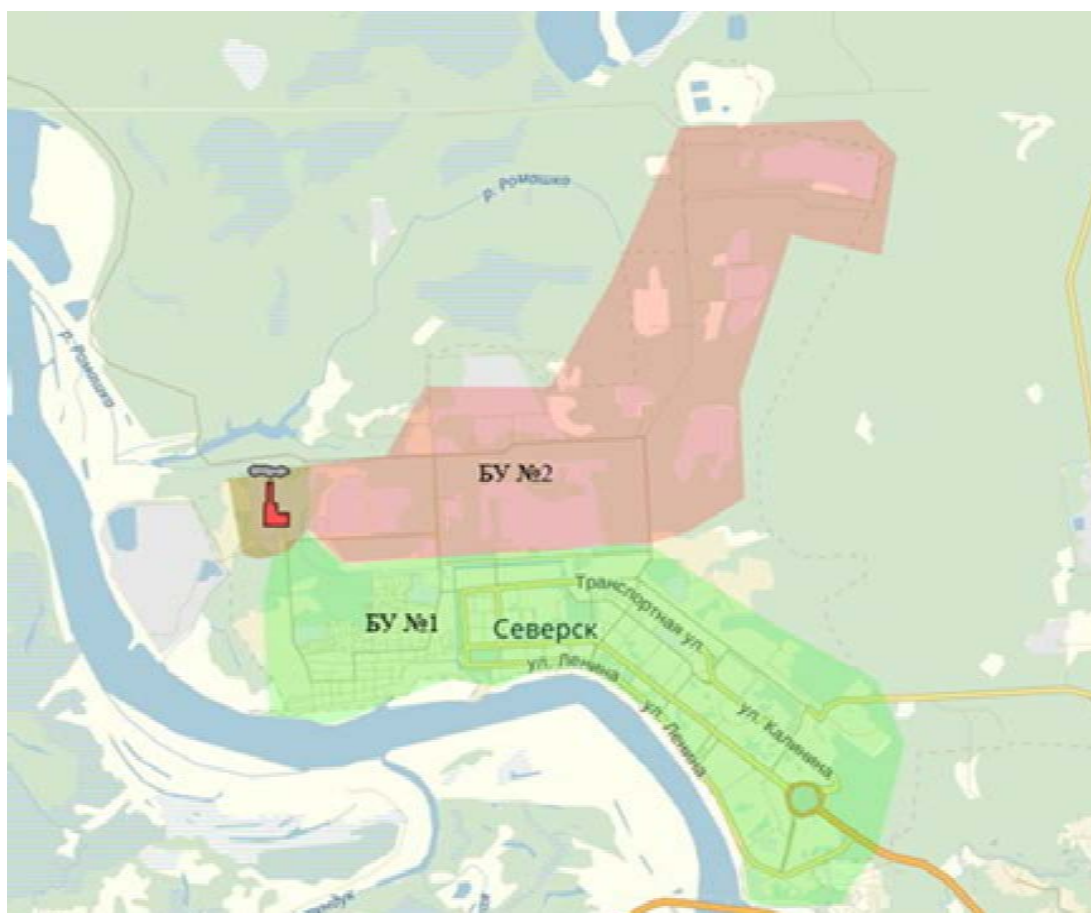 р. Ромашка
р. Ромашка
БУ №2
БУ №1
Транспортная ул.
Северск
ул. Ленина
ул. Ленина
ул. Калинина